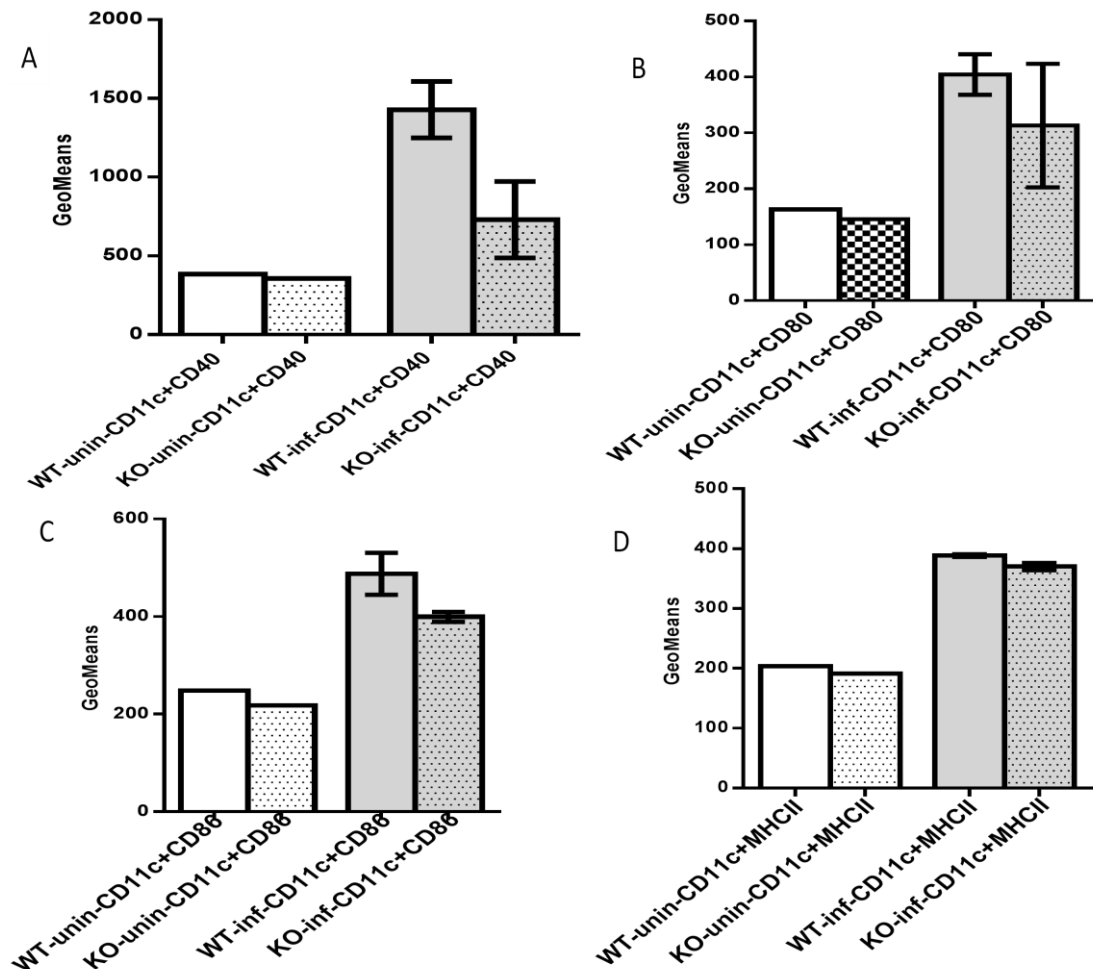 A
GeoMeans
2000
1500
1000
500
0
WT-unin-CD11c+CD40
KO-unin-CD11c+CD40
WT-inf-CD11c+CD40
KO-inf-CD11c+CD40
B
GeoMeans
500
400
300
200
100
0
WT-unin-CD11c+CD80
KO-unin-CD11c+CD80
WT-inf-CD11c+CD80
KO-inf-CD11c+CD80
C
GeoMeans
600
400
200
0
WT-unin-CD11c+CD86
KO-unin-CD11c+CD86
WT-inf-CD11c+CD86
KO-inf-CD11c+CD86
D
GeoMeans
500
400
300
200
100
0
WT-unin-CD11c+MHCII
KO-unin-CD11c+MHCII
WT-inf-CD11c+MHCII
KO-inf-CD11c+MHCII